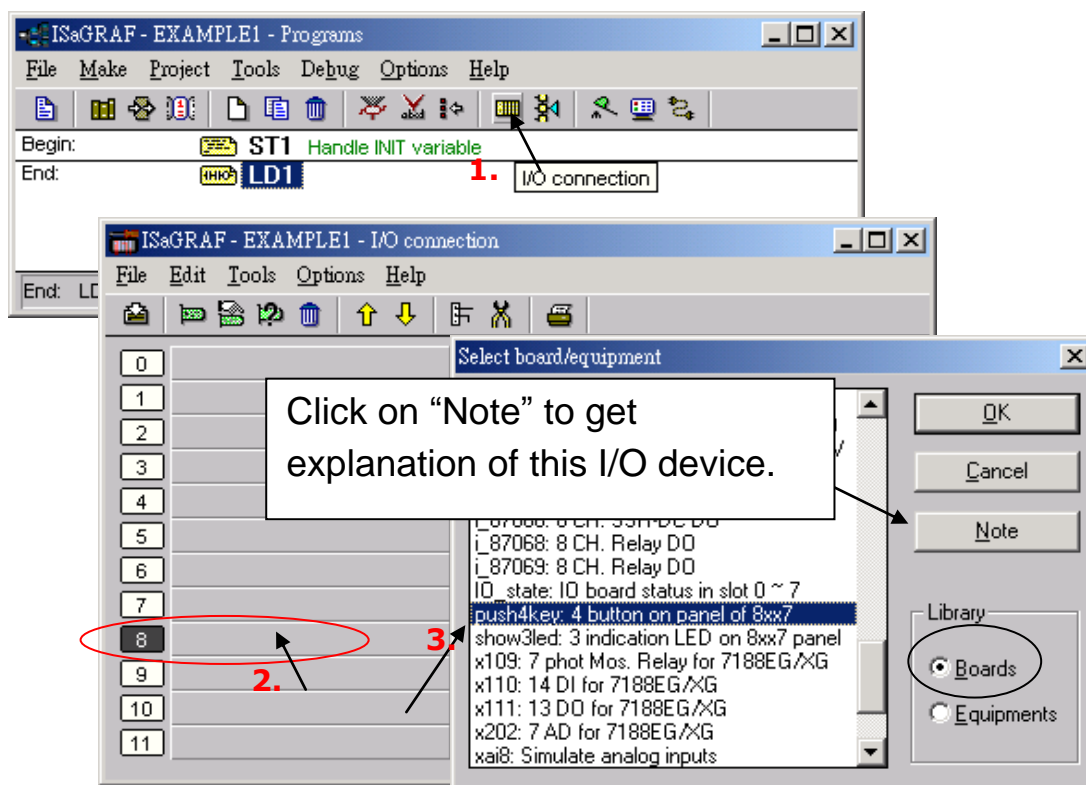 ISaGRAF - EXAMPLE1 - Programs
File Make Project Tools Debug Options Help
Begin: ST1 Handle INIT variable
End: LD1
1.
I/O connection
End:
ISaGRAF - EXAMPLE1 - I/O connection
File Edit Tools Options Help
0
1
2
3
4
5
6
7
8
9
10
11
2.
3.
Select board/equipment
Click on “Note” to get
explanation of this I/O device.
i_87068: 8 CH. Relay DO
i_87069: 8 CH. Relay DO
IO_state: IO board status in slot 0 ~ 7
push4key: 4 button on panel of 8xx7
show3led: 3 indication LED on 8xx7 panel
x109: 7 phot Mos. Relay for 7188EG/XG
x110: 14 DI for 7188EG/XG
x111: 13 DO for 7188EG/XG
x202: 7 AD for 7188EG/XG
xai8: Simulate analog inputs
OK
Cancel
Note
Library
Boards
Equipments